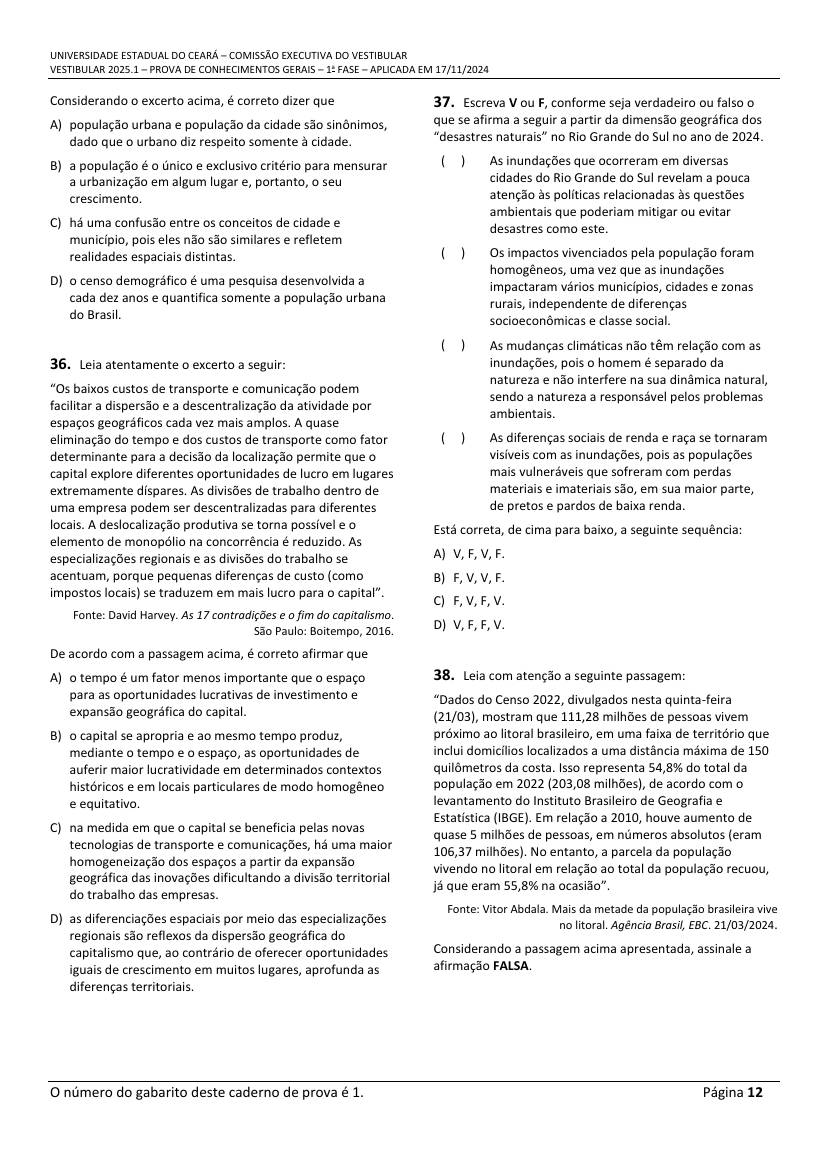 UNIVERSIDADE ESTADUAL DO CEARÁ – COMISSÃO EXECUTIVA DO VESTIBULAR
VESTIBULAR 2025.1 – PROVA DE CONHECIMENTOS GERAIS – 1ª FASE – APLICADA EM 17/11/2024
Considerando o excerto acima, é correto dizer que
A) população urbana e população da cidade são sinônimos,
dado que o urbano diz respeito somente à cidade.
B) a população é o único e exclusivo critério para mensurar
a urbanização em algum lugar e, portanto, o seu
crescimento.
C) há uma confusão entre os conceitos de cidade e
município, pois eles não são similares e refletem
realidades espaciais distintas.
D) o censo demográfico é uma pesquisa desenvolvida a
cada dez anos e quantifica somente a população urbana
do Brasil.
36. Leia atentamente o excerto a seguir:
“Os baixos custos de transporte e comunicação podem
facilitar a dispersão e a descentralização da atividade por
espaços geográficos cada vez mais amplos. A quase
eliminação do tempo e dos custos de transporte como fator
determinante para a decisão da localização permite que o
capital explore diferentes oportunidades de lucro em lugares
extremamente díspares. As divisões de trabalho dentro de
uma empresa podem ser descentralizadas para diferentes
locais. A deslocalização produtiva se torna possível e o
elemento de monopólio na concorrência é reduzido. As
especializações regionais e as divisões do trabalho se
acentuam, porque pequenas diferenças de custo (como
impostos locais) se traduzem em mais lucro para o capital”.
Fonte: David Harvey. As 17 contradições e o fim do capitalismo.
São Paulo: Boitempo, 2016.
De acordo com a passagem acima, é correto afirmar que
A) o tempo é um fator menos importante que o espaço
para as oportunidades lucrativas de investimento e
expansão geográfica do capital.
B) o capital se apropria e ao mesmo tempo produz,
mediante o tempo e o espaço, as oportunidades de
auferir maior lucratividade em determinados contextos
históricos e em locais particulares de modo homogêneo
e equitativo.
C) na medida em que o capital se beneficia pelas novas
tecnologias de transporte e comunicações, há uma maior
homogeneização dos espaços a partir da expansão
geográfica das inovações dificultando a divisão territorial
do trabalho das empresas.
D) as diferenciações espaciais por meio das especializações
regionais são reflexos da dispersão geográfica do
capitalismo que, ao contrário de oferecer oportunidades
iguais de crescimento em muitos lugares, aprofunda as
diferenças territoriais.
37. Escreva V ou F, conforme seja verdadeiro ou falso o
que se afirma a seguir a partir da dimensão geográfica dos
“desastres naturais” no Rio Grande do Sul no ano de 2024.
( ) As inundações que ocorreram em diversas
cidades do Rio Grande do Sul revelam a pouca
atenção às políticas relacionadas às questões
ambientais que poderiam mitigar ou evitar
desastres como este.
( ) Os impactos vivenciados pela população foram
homogêneos, uma vez que as inundações
impactaram vários municípios, cidades e zonas
rurais, independente de diferenças
socioeconômicas e classe social.
( ) As mudanças climáticas não têm relação com as
inundações, pois o homem é separado da
natureza e não interfere na sua dinâmica natural,
sendo a natureza a responsável pelos problemas
ambientais.
( ) As diferenças sociais de renda e raça se tornaram
visíveis com as inundações, pois as populações
mais vulneráveis que sofreram com perdas
materiais e imateriais são, em sua maior parte,
de pretos e pardos de baixa renda.
Está correta, de cima para baixo, a seguinte sequência:
A) V, F, V, F.
B) F, V, V, F.
C) F, V, F, V.
D) V, F, F, V.
38. Leia com atenção a seguinte passagem:
“Dados do Censo 2022, divulgados nesta quinta-feira
(21/03), mostram que 111,28 milhões de pessoas vivem
próximo ao litoral brasileiro, em uma faixa de território que
inclui domicílios localizados a uma distância máxima de 150
quilômetros da costa. Isso representa 54,8% do total da
população em 2022 (203,08 milhões), de acordo com o
levantamento do Instituto Brasileiro de Geografia e
Estatística (IBGE). Em relação a 2010, houve aumento de
quase 5 milhões de pessoas, em números absolutos (eram
106,37 milhões). No entanto, a parcela da população
vivendo no litoral em relação ao total da população recuou,
já que eram 55,8% na ocasião”.
Fonte: Vitor Abdala. Mais da metade da população brasileira vive
no litoral. Agência Brasil, EBC. 21/03/2024.
Considerando a passagem acima apresentada, assinale a
afirmação FALSA.
O número do gabarito deste caderno de prova é 1.
Página 12